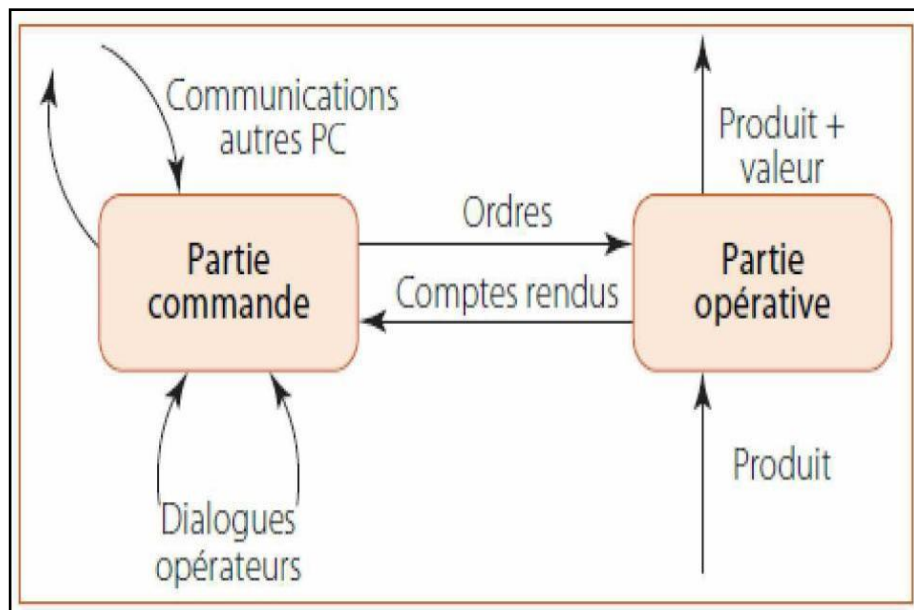 Communications
autres PC
Produit +
valeur
Ordres
Partie
commande
Comptes rendus
Partie
opérative
Dialogues
opérateurs
Produit